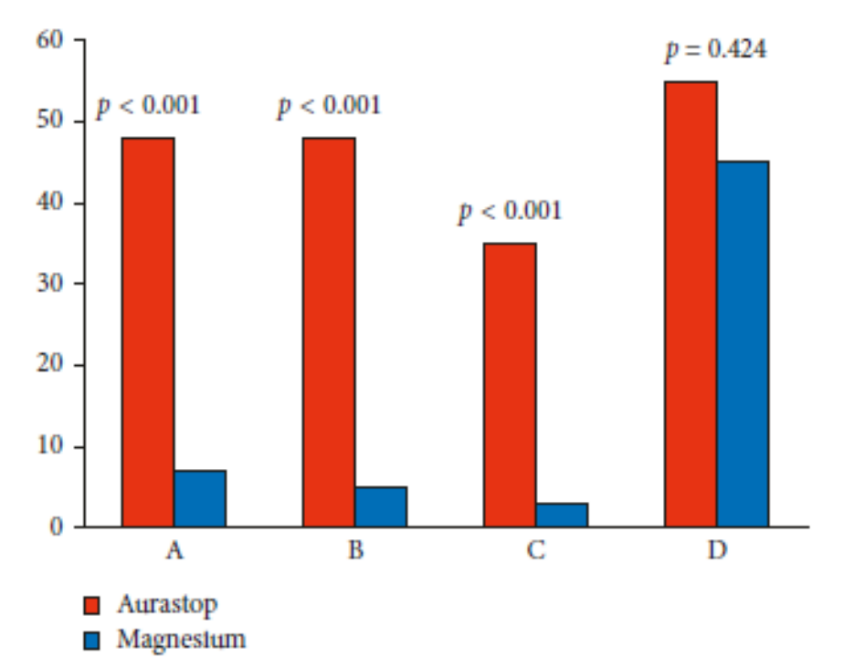 60
p = 0.424
p < 0.001
p < 0.001
50
40
p < 0.001
30
20
10
0
A B C D
Aurastop
Magnesium